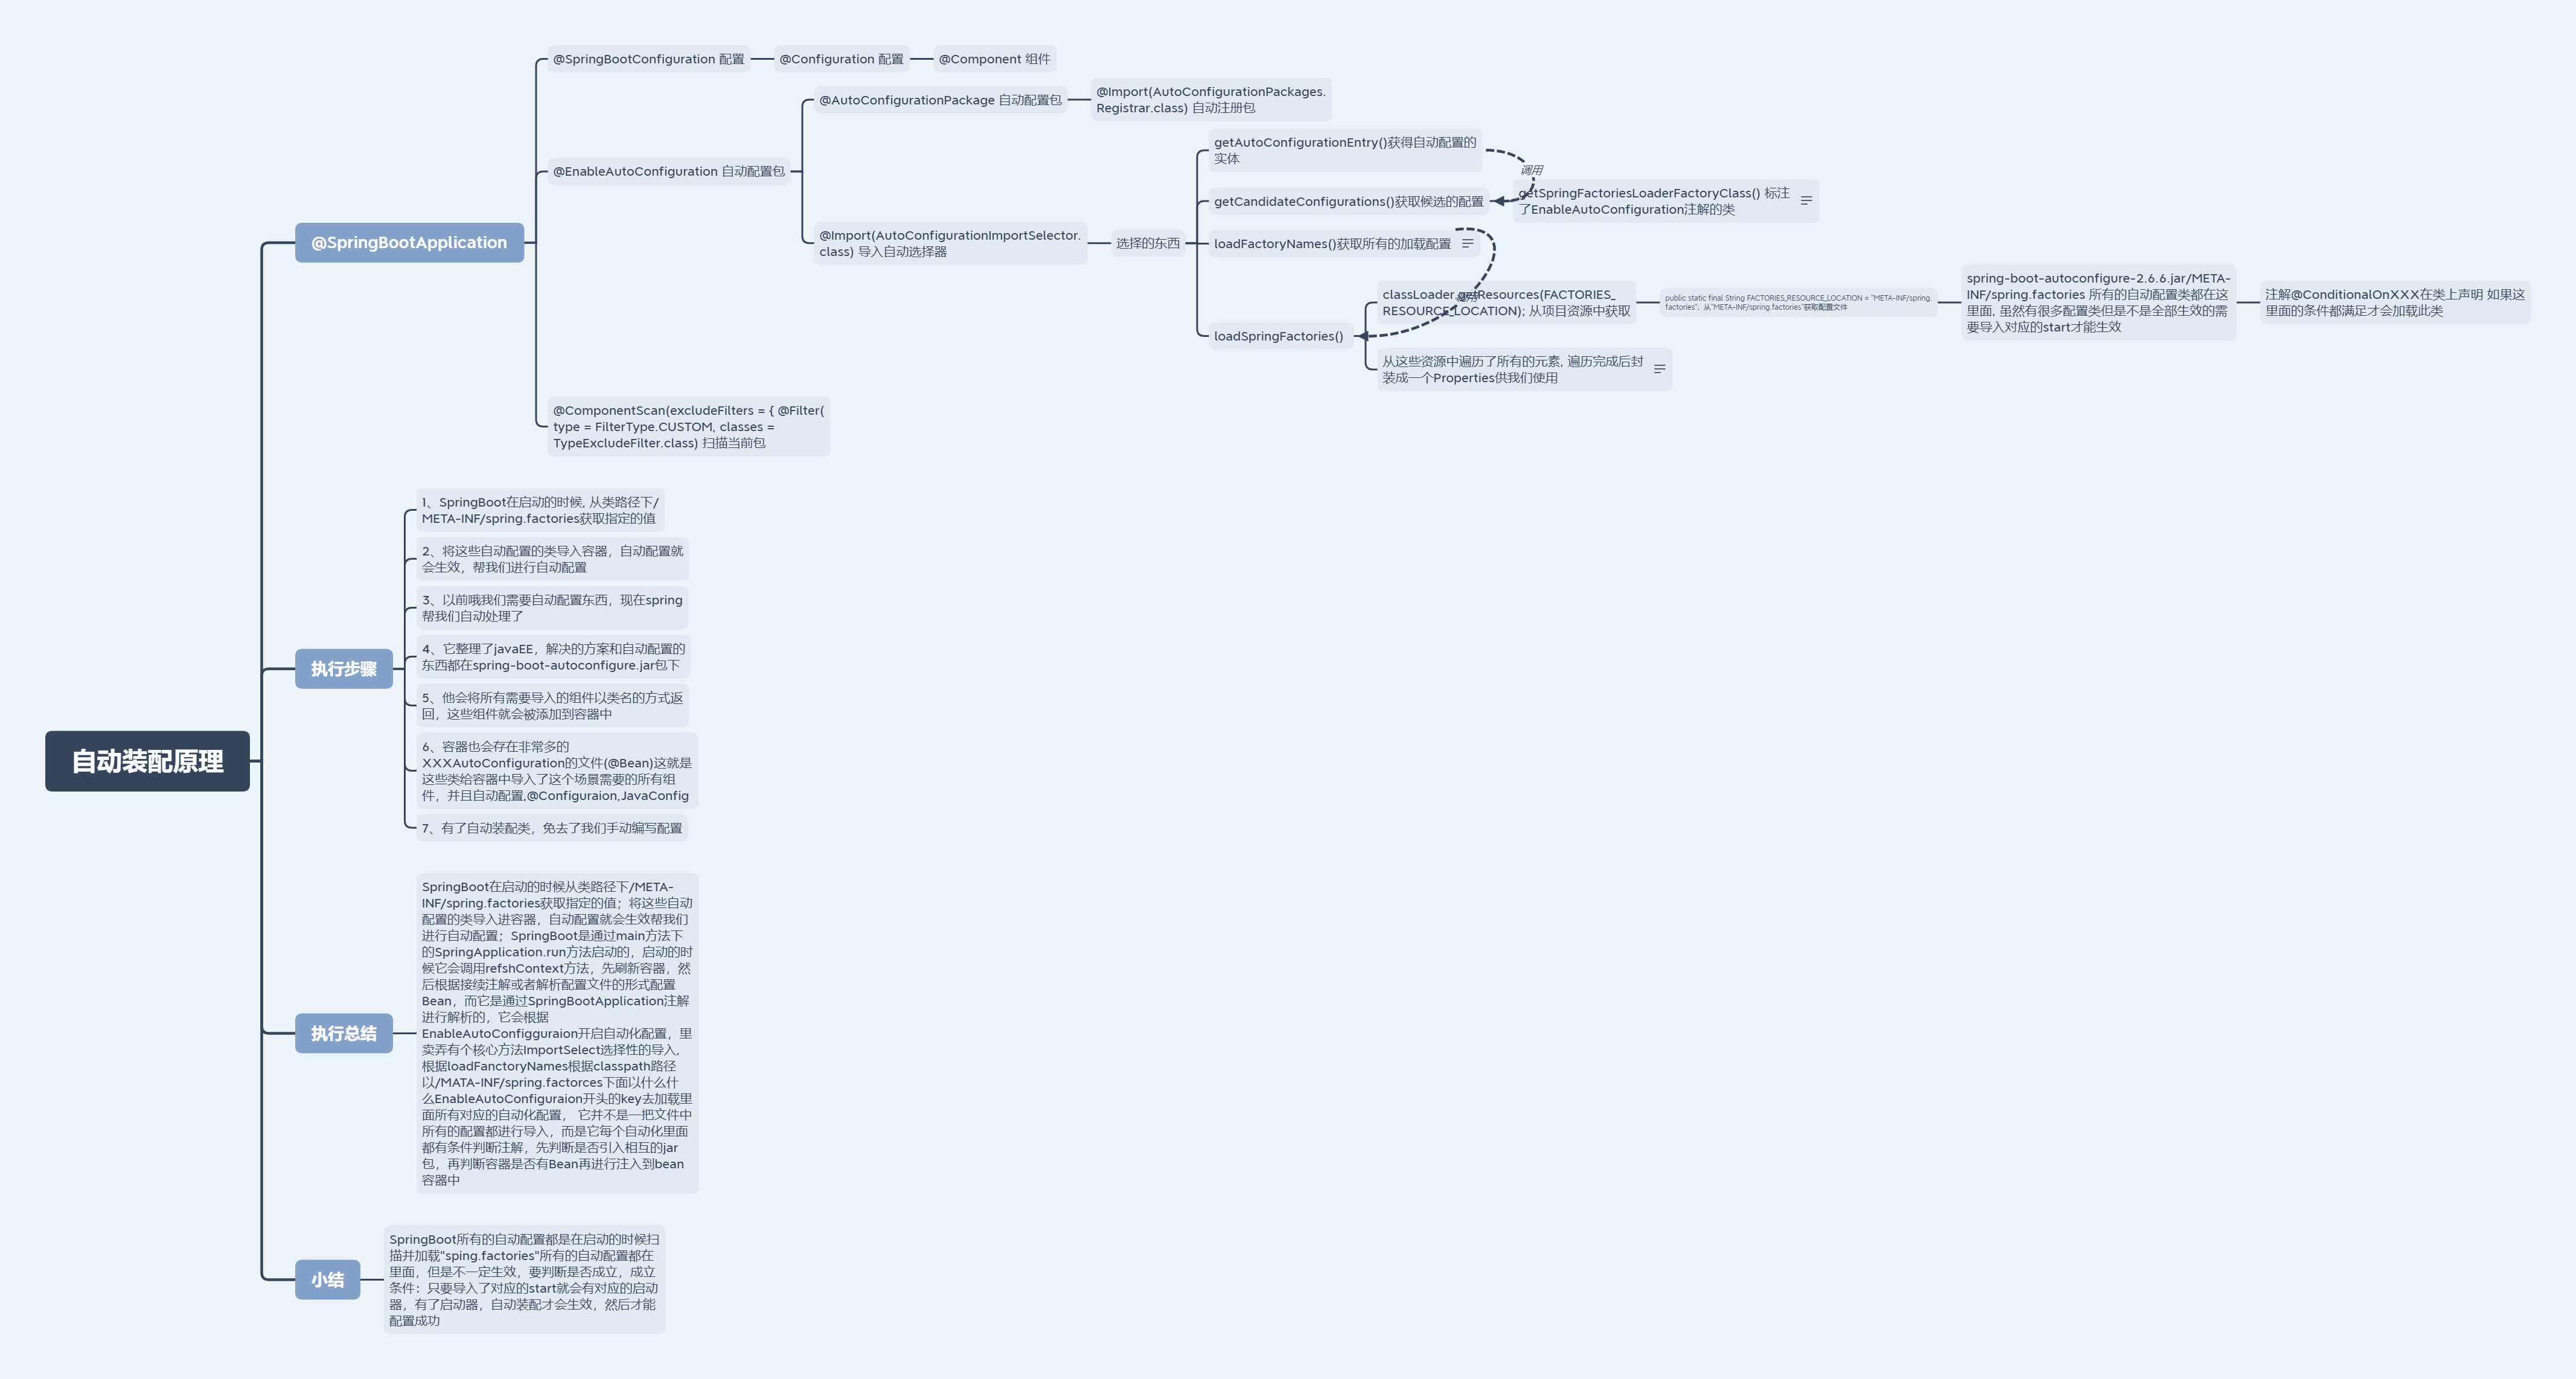 自动装配原理
@SpringBootApplication
@SpringBootConfiguration 配置
@Configuration 配置
@Component 组件
@EnableAutoConfiguration 自动配置包
@AutoConfigurationPackage 自动配置包
@Import(AutoConfigurationPackages.
Registrar.class) 自动注册包
@Import(AutoConfigurationImportSelector.
class) 导入自动选择器
选择的东西
getAutoConfigurationEntry()获得自动配置的
实体
调用
getCandidateConfigurations()获取候选的配置
getSpringFactoriesLoaderFactoryClass() 标注
了EnableAutoConfiguration注解的类
loadFactoryNames()获取所有的加载配置
loadSpringFactories()
classLoader.getResources(FACTORIES_
RESOURCE_LOCATION); 从项目资源中获取
public static final String FACTORIES_RESOURCE_LOCATION = "META-INF/spring.
factories"; 从"META-INF/spring.factories"获取配置文件
spring-boot-autoconfigure-2.6.6.jar/META-
INF/spring.factories 所有的自动配置类都在这
里面, 虽然有很多配置类但是不是全部生效的需
要导入对应的start才能生效
注解@ConditionalOnXXX在类上声明 如果这
里面的条件都满足才会加载此类
从这些资源中遍历了所有的元素, 遍历完成后封
装成一个Properties供我们使用
@ComponentScan(excludeFilters = { @Filter(
type = FilterType.CUSTOM, classes =
TypeExcludeFilter.class) 扫描当前包
执行步骤
1、SpringBoot在启动的时候, 从类路径下/
META-INF/spring.factories获取指定的值
2、将这些自动配置的类导入容器，自动配置就
会生效，帮我们进行自动配置
3、以前哦我们需要自动配置东西，现在spring
帮我们自动处理了
4、它整理了javaEE，解决的方案和自动配置的
东西都在spring-boot-autoconfigure.jar包下
5、他会将所有需要导入的组件以类名的方式返
回，这些组件就会被添加到容器中
6、容器也会存在非常多的
XXXAutoConfiguration的文件(@Bean)这就是
这些类给容器中导入了这个场景需要的所有组
件，并且自动配置,@Configuraion,JavaConfig
7、有了自动装配类，免去了我们手动编写配置
执行总结
SpringBoot在启动的时候从类路径下/META-
INF/spring.factories获取指定的值；将这些自动
配置的类导入进容器，自动配置就会生效帮我们
进行自动配置；SpringBoot是通过main方法下
的SpringApplication.run方法启动的，启动的时
候它会调用refshContext方法，先刷新容器，然
后根据接续注解或者解析配置文件的形式配置
Bean，而它是通过SpringBootApplication注解
进行解析的，它会根据
EnableAutoConfigguraion开启自动化配置，里
卖弄有个核心方法ImportSelect选择性的导入,
根据loadFanctoryNames根据classpath路径
以/MATA-INF/spring.factorces下面以什么什
么EnableAutoConfiguraion开头的key去加载里
面所有对应的自动化配置， 它并不是一把文件中
所有的配置都进行导入，而是它每个自动化里面
都有条件判断注解，先判断是否引入相互的jar
包，再判断容器是否有Bean再进行注入到bean
容器中
小结
SpringBoot所有的自动配置都是在启动的时候扫
描并加载"sping.factories"所有的自动配置都在
里面，但是不一定生效，要判断是否成立，成立
条件：只要导入了对应的start就会有对应的启动
器，有了启动器，自动装配才会生效，然后才能
配置成功